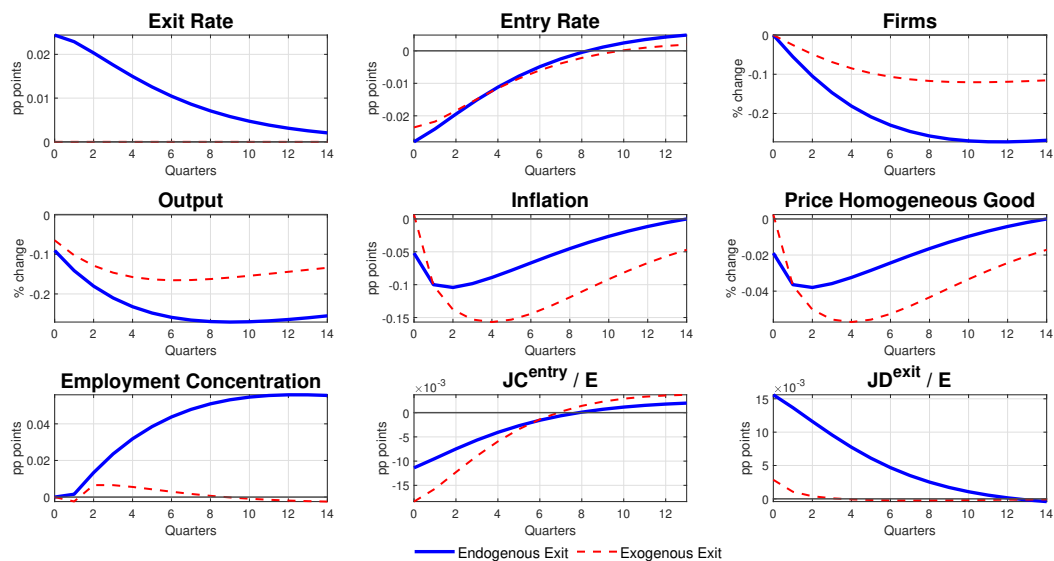 Exit Rate
pp points
0.02
0.01
0
0 2 4 6 8 10 12 14
Quarters
Entry Rate
pp points
0
-0.01
-0.02
0 2 4 6 8 10 12
Quarters
Firms
% change
0
-0.1
-0.2
0 2 4 6 8 10 12 14
Quarters
Output
% change
0
-0.1
-0.2
0 2 4 6 8 10 12 14
Quarters
Inflation
pp points
0
-0.05
-0.1
-0.15
0 2 4 6 8 10 12 14
Quarters
Price Homogeneous Good
% change
0
-0.02
-0.04
0 2 4 6 8 10 12 14
Quarters
Employment Concentration
pp points
0.04
0.02
0
0 2 4 6 8 10 12 14
Quarters
JC^entry / E
×10^-3
pp points
0
-5
-10
-15
0 2 4 6 8 10 12 14
Quarters
JD^exit / E
×10^-3
pp points
15
10
5
0
0 2 4 6 8 10 12 14
Quarters
Endogenous Exit Exogenous Exit